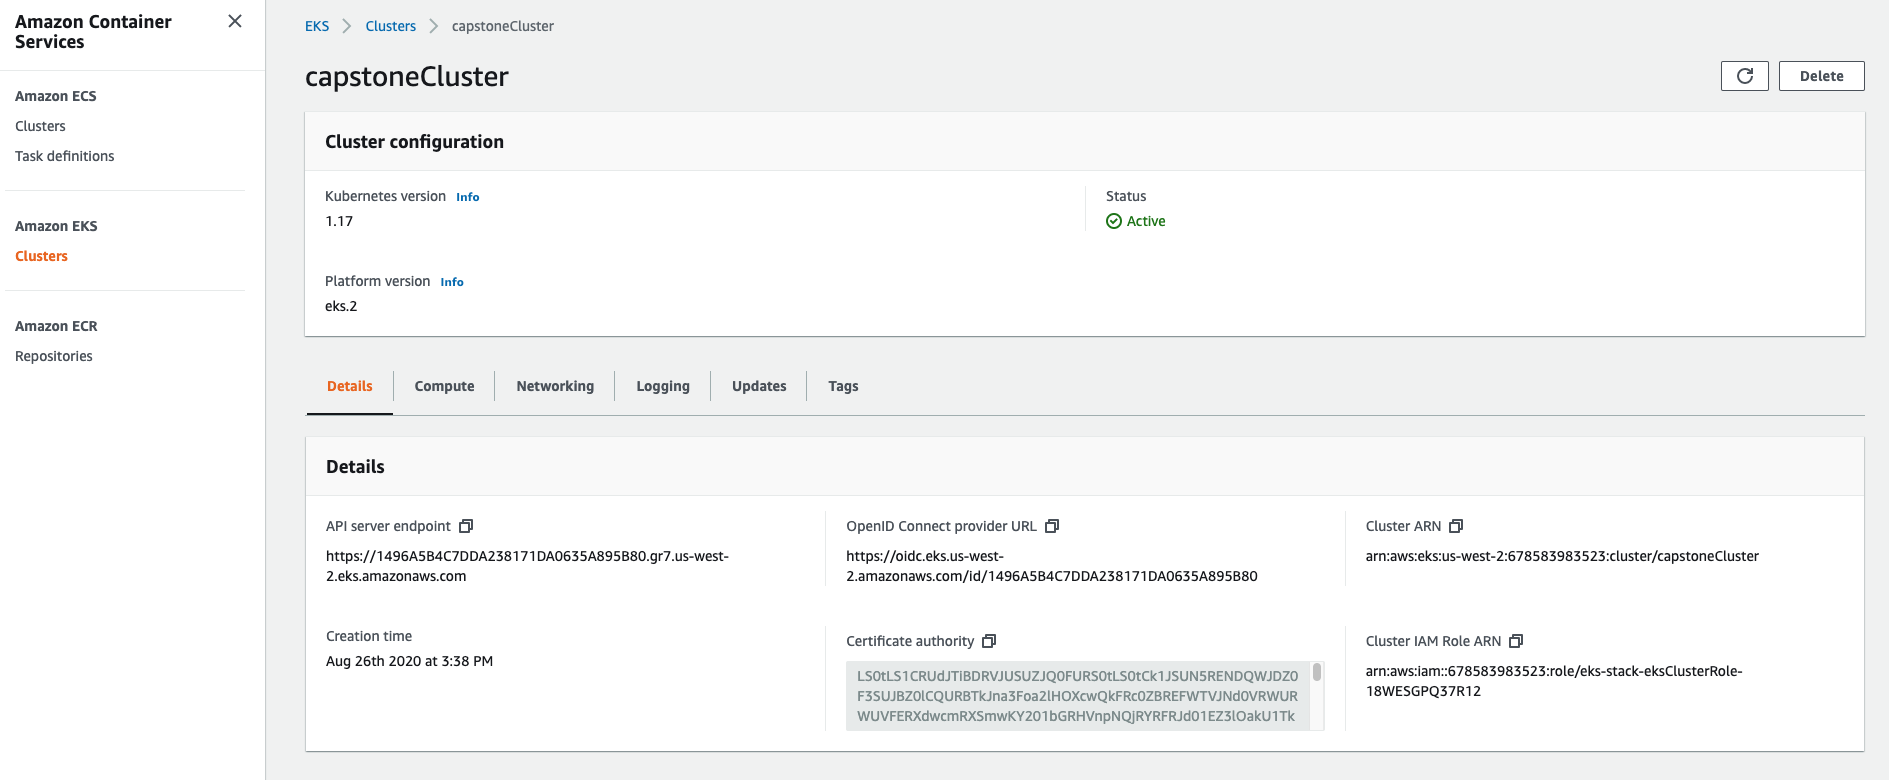 Amazon Container
Services
Amazon ECS
Clusters
Task definitions
Amazon EKS
Clusters
Amazon ECR
Repositories
EKS
Clusters
capstoneCluster
capstoneCluster
Delete
Cluster configuration
Kubernetes version Info
1.17
Status
Active
Platform version Info
eks.2
Details
Compute
Networking
Logging
Updates
Tags
Details
API server endpoint
https://1496A5B4C7DDA238171DA0635A895B80.gr7.us-west-
2.eks.amazonaws.com
OpenID Connect provider URL
https://oidc.eks.us-west-
2.amazonaws.com/id/1496A5B4C7DDA238171DA0635A895B80
Cluster ARN
arn:aws:eks:us-west-2:678583983523:cluster/capstoneCluster
Creation time
Aug 26th 2020 at 3:38 PM
Certificate authority
LS0tLS1CRUdJTiBDRVJUSUZJQ0FURS0tLS0tCk1JSUN5RENDQWJDZ0
F3SUJBZ0lCQURBTkJna3Foa2lHOXcwQkFRc0ZBREFWTVJNd0VRWUR
WUVFERXdwcmRXSmwKY201bGRHVnpNQjRYRFRJd01EZ3lOakU1Tk
Cluster IAM Role ARN
arn:aws:iam::678583983523:role/eks-stack-eksClusterRole-
18WESGPQ37R12